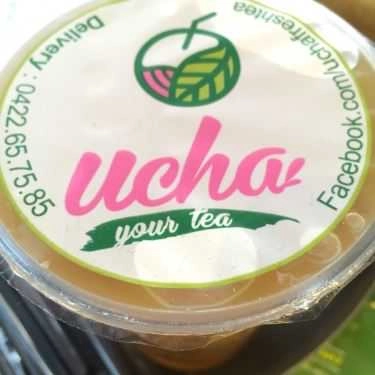 Delivery : 0422.65.75.85
Facebook.com/uchafreshtea
ucha
your tea